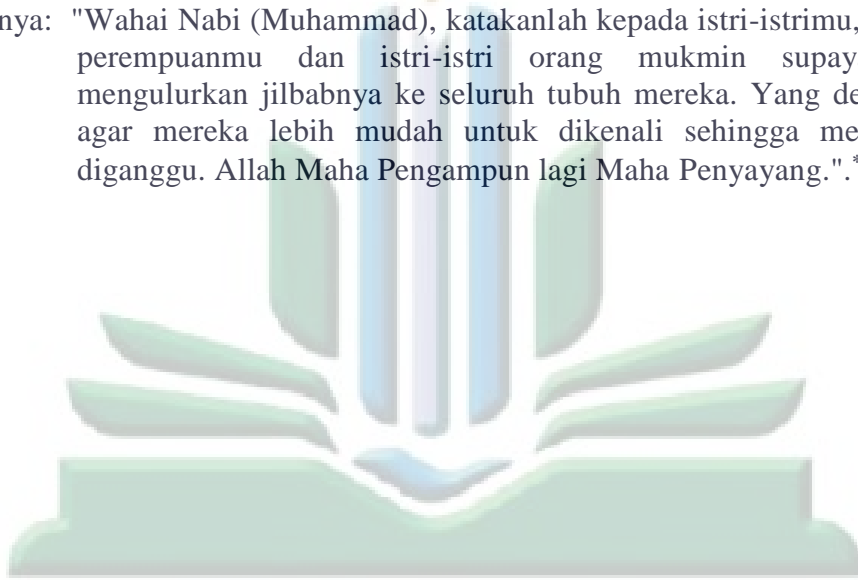 nya: "Wahai Nabi (Muhammad), katakanlah kepada istri-istrimu,
perempuanmu dan istri-istri orang mukmin supay
mengulurkan jilbabnya ke seluruh tubuh mereka. Yang de
agar mereka lebih mudah untuk dikenali sehingga me
diganggu. Allah Maha Pengampun lagi Maha Penyayang.".*